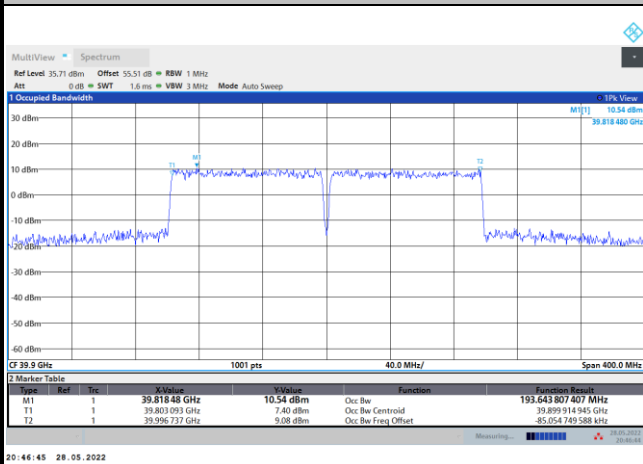 MultiView Spectrum
Ref Level 35.71 dBm Offset 55.51 dB RBW 1 MHz
Att 0 dB SWT 1.6 ms VBW 3 MHz Mode Auto Sweep
1 Occupied Bandwidth 1Pk View
M1[1] 10.54 dBm
39.818 480 GHz
30 dBm
20 dBm
10 dBm
0 dBm
-10 dBm
-20 dBm
-30 dBm
-40 dBm
-50 dBm
-60 dBm
T1
M1
T2
CF 39.9 GHz 1001 pts 40.0 MHz/ Span 400.0 MHz
2 Marker Table
Type Ref Trc X-Value Y-Value Function Function Result
M1 1 39.818 48 GHz 10.54 dBm Occ Bw 193.643 807 407 MHz
T1 1 39.803 093 GHz 7.40 dBm Occ Bw Centroid 39.899 914 945 GHz
T2 1 39.996 737 GHz 9.08 dBm Occ Bw Freq Offset -85.054 749 588 kHz
Measuring... 28.05.2022
20:46:44
20:46:45 28.05.2022